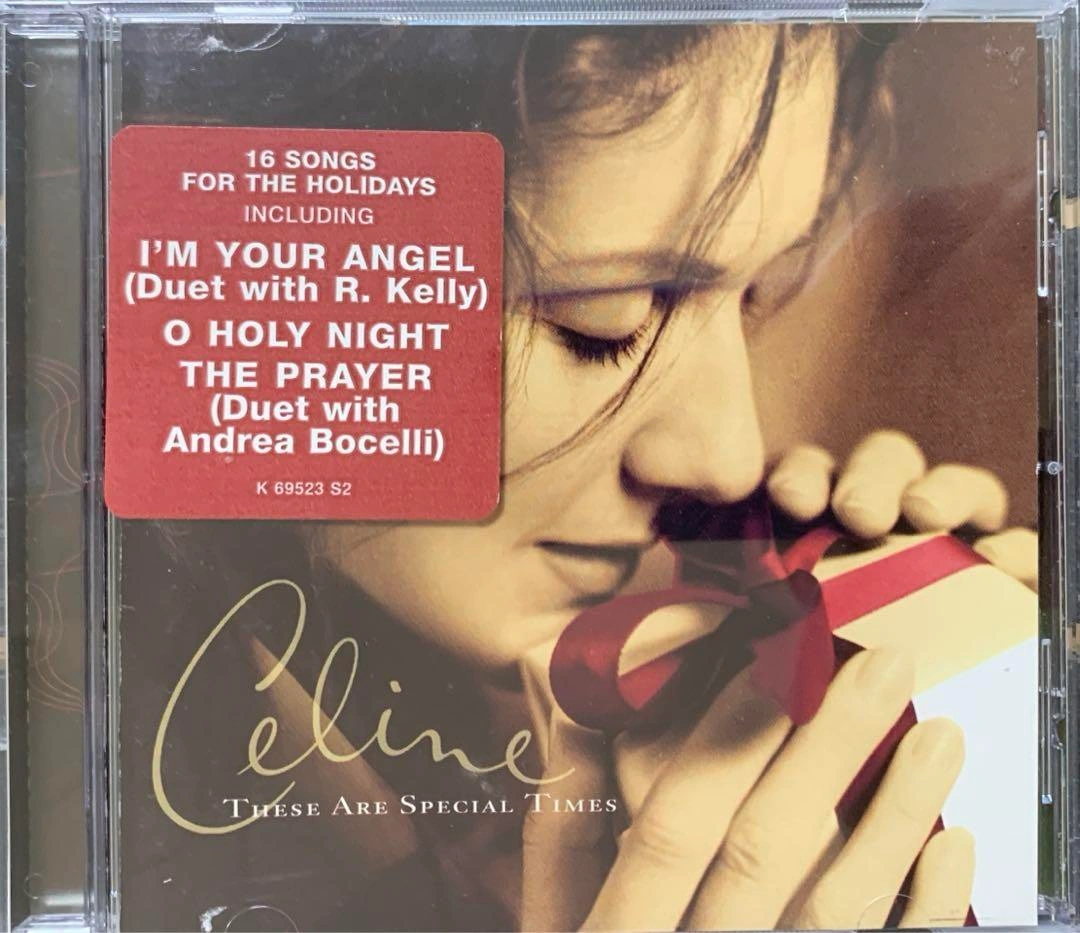 16 SONGS
FOR THE HOLIDAYS
INCLUDING
I'M YOUR ANGEL
(Duet with R. Kelly)
O HOLY NIGHT
THE PRAYER
(Duet with
Andrea Bocelli)
K 69523 S2
Celine
THESE ARE SPECIAL TIMES